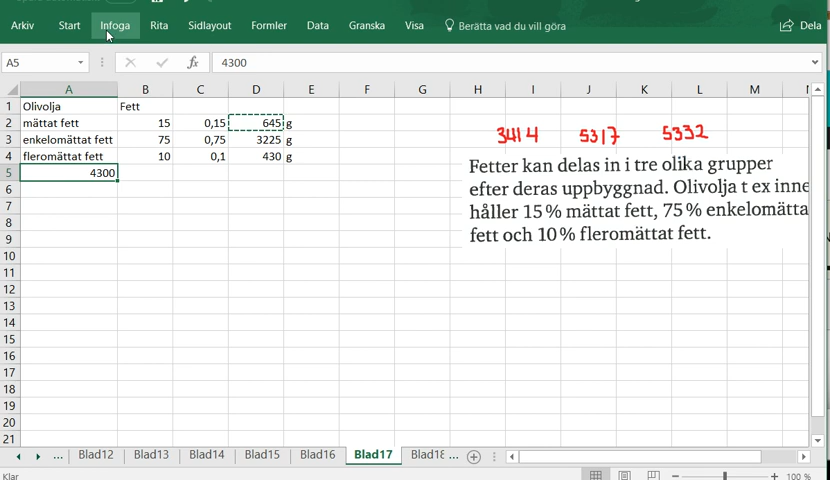 Arkiv Start Infoga Rita Sidlayout Formler Data Granska Visa Berätta vad du vill göra Dela
A5 fx 4300
A B C D E F G H I J K L M
1 Olivolja Fett
2 mättat fett 15 0,15 645 g
3 enkelomättat fett 75 0,75 3225 g
4 fleromättat fett 10 0,1 430 g
5 4300
6
7
8
9
10
11
12
13
14
15
16
17
18
19
20
21
3414 5317 5332
Fetter kan delas in i tre olika grupper
efter deras uppbyggnad. Olivolja t ex inne
håller 15 % mättat fett, 75 % enkelomätta
fett och 10 % fleromättat fett.
... Blad12 Blad13 Blad14 Blad15 Blad16 Blad17 Blad18 ...
Klar 100 %